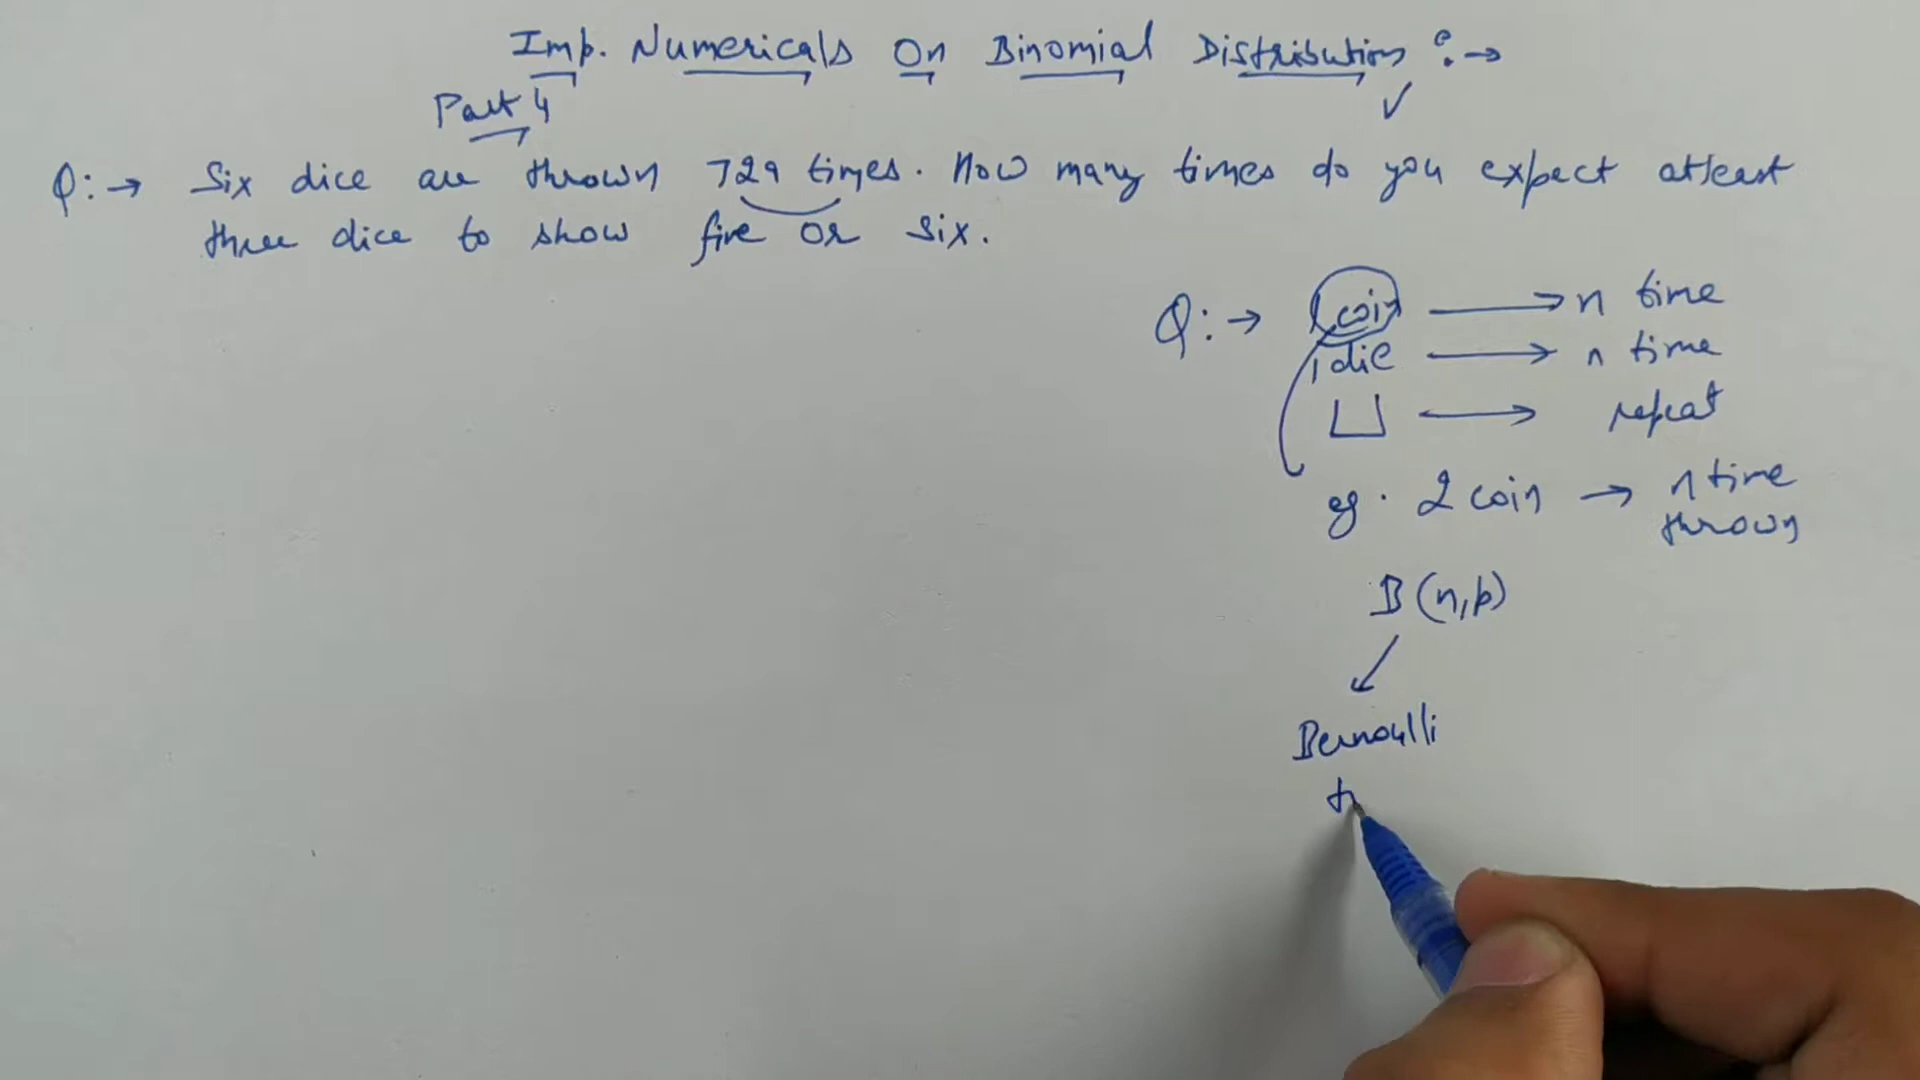 Imp. Numericals On Binomial Distribution :→
Part 4
Q:→ Six dice are thrown 729 times. How many times do you expect atleast
three dice to show five or six.
Q:→ 1 coin → n time
1 die → n time
→ repeat
eg. 2 coin → n time
thrown
B (n,p)
Bernoulli